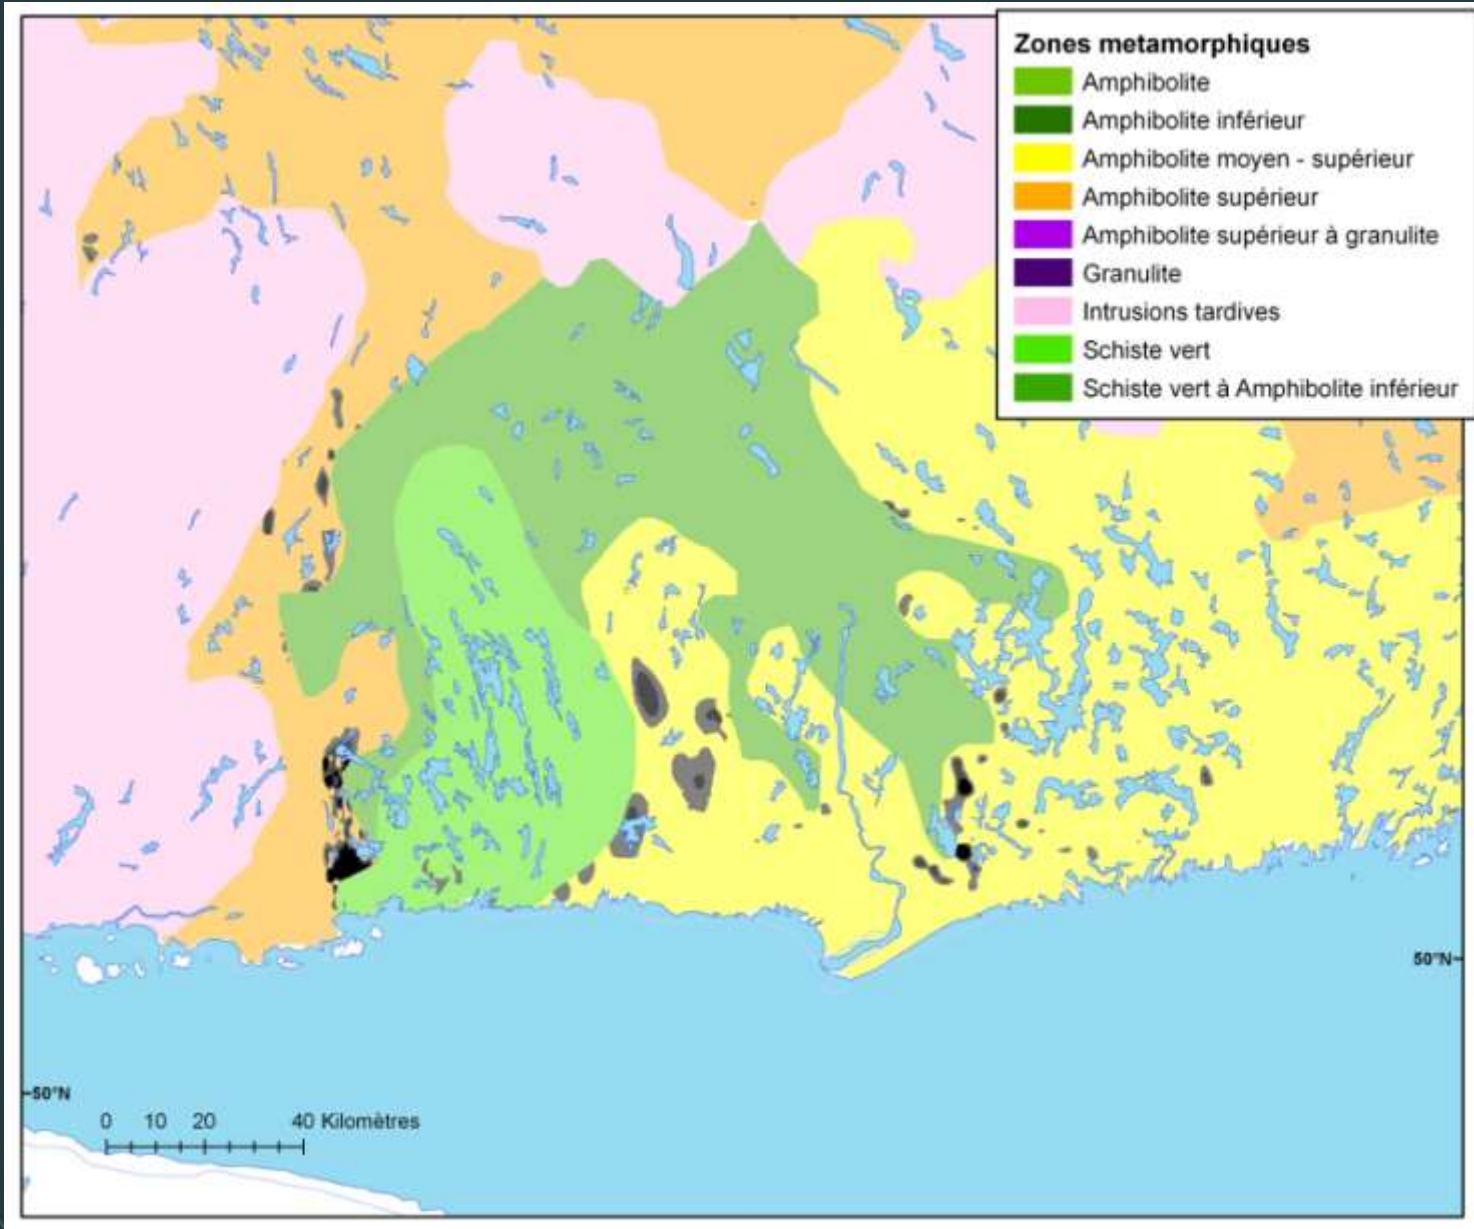 Zones metamorphiques
Amphibolite
Amphibolite inférieur
Amphibolite moyen - supérieur
Amphibolite supérieur
Amphibolite supérieur à granulite
Granulite
Intrusions tardives
Schiste vert
Schiste vert à Amphibolite inférieur
50°N
50°N
0 10 20 40 Kilomètres